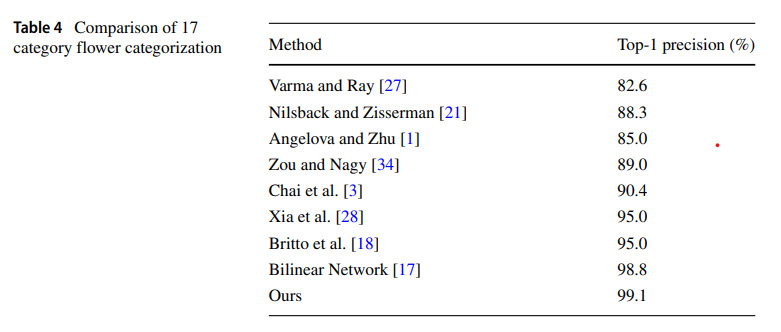 Table 4 Comparison of 17
category flower categorization
Method Top-1 precision (%)
Varma and Ray [27] 82.6
Nilsback and Zisserman [21] 88.3
Angelova and Zhu [1] 85.0
Zou and Nagy [34] 89.0
Chai et al. [3] 90.4
Xia et al. [28] 95.0
Britto et al. [18] 95.0
Bilinear Network [17] 98.8
Ours 99.1